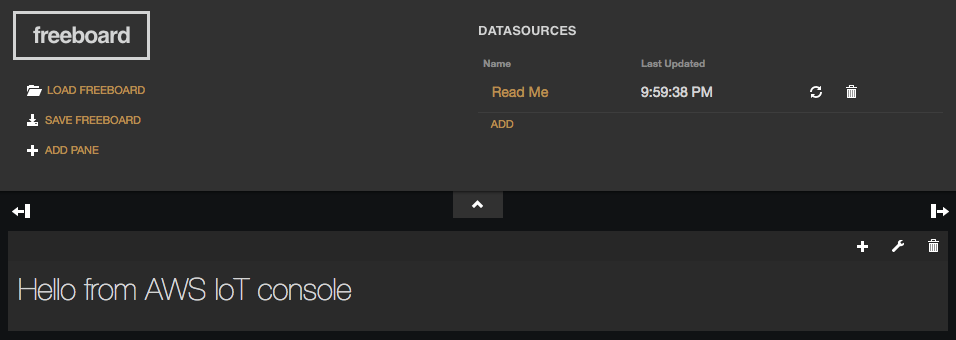 freeboard
LOAD FREEBOARD
SAVE FREEBOARD
ADD PANE
DATASOURCES
Name Last Updated
Read Me 9:59:38 PM
ADD
Hello from AWS IoT console